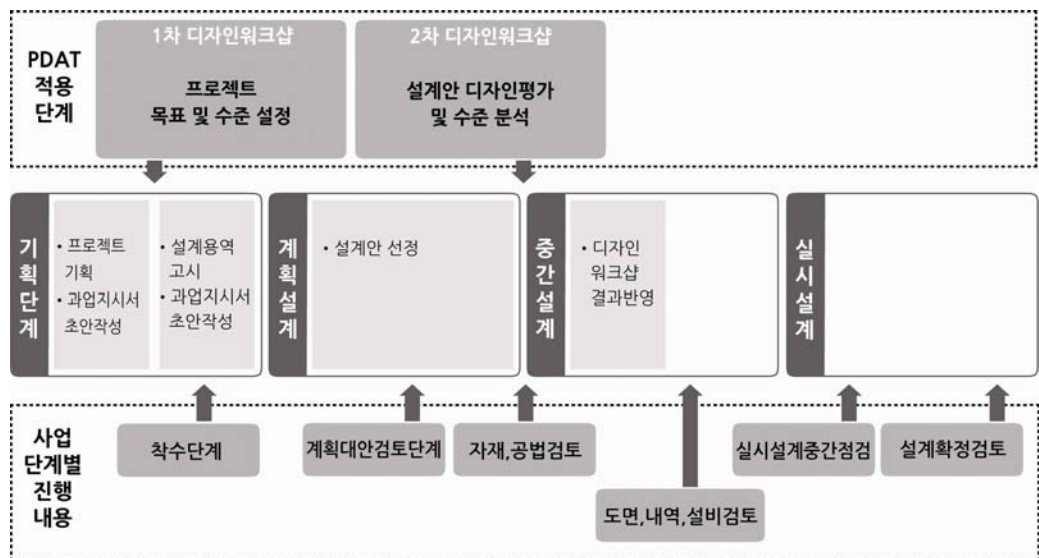 PDAT
적용
단계
1차 디자인워크샵
프로젝트
목표 및 수준 설정
2차 디자인워크샵
설계안 디자인평가
및 수준 분석
기획단계
• 프로젝트
기획
• 과업지시서
초안작성
• 설계용역
고시
• 과업지시서
초안작성
계획설계
• 설계안 선정
중간설계
• 디자인
워크샵
결과반영
실시설계
사업
단계별
진행
내용
착수단계
계획대안검토단계
자재,공법검토
도면,내역,설비검토
실시설계중간점검
설계확정검토